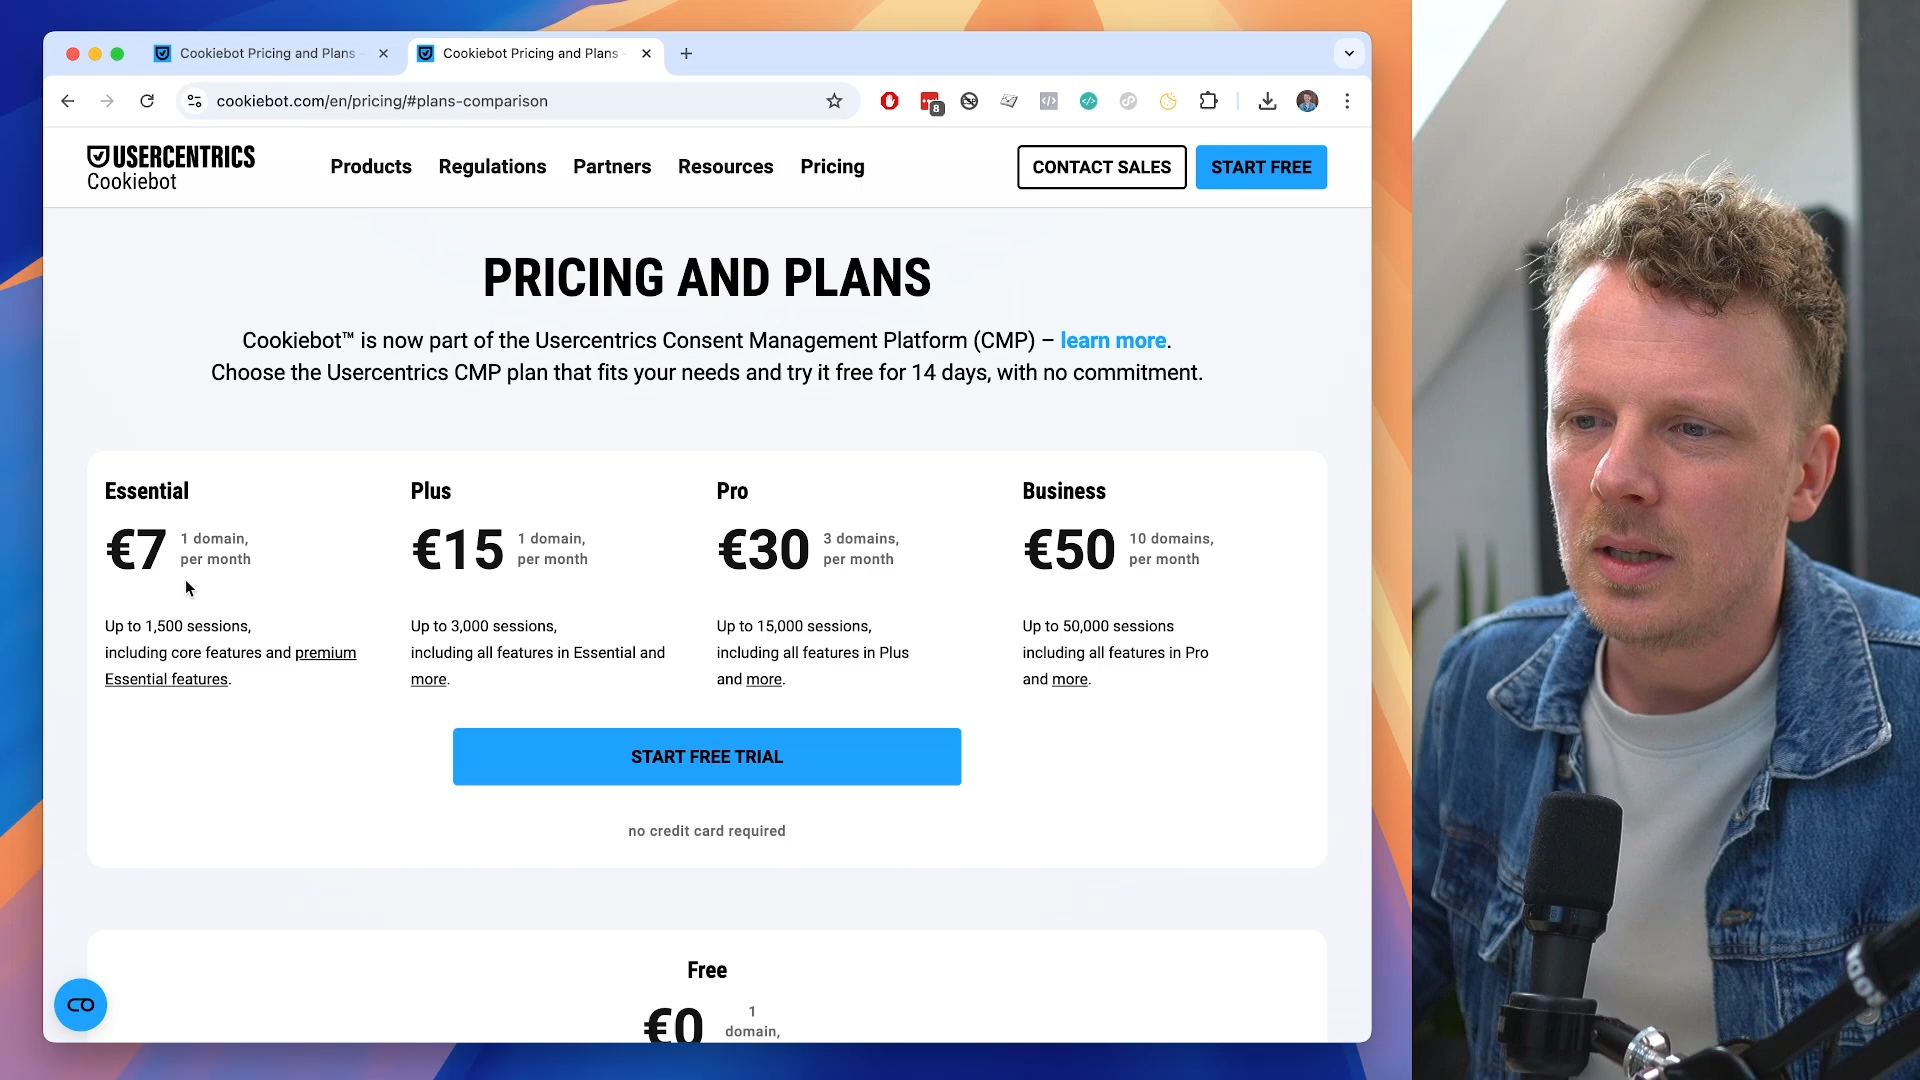 Cookiebot Pricing and Plans
Cookiebot Pricing and Plans
cookiebot.com/en/pricing/#plans-comparison
8
USERCENTRICS
Cookiebot
Products
Regulations
Partners
Resources
Pricing
CONTACT SALES
START FREE
PRICING AND PLANS
Cookiebot™ is now part of the Usercentrics Consent Management Platform (CMP) – learn more.
Choose the Usercentrics CMP plan that fits your needs and try it free for 14 days, with no commitment.
Essential
€7
1 domain,
per month
Up to 1,500 sessions,
including core features and premium
Essential features.
Plus
€15
1 domain,
per month
Up to 3,000 sessions,
including all features in Essential and
more.
Pro
€30
3 domains,
per month
Up to 15,000 sessions,
including all features in Plus
and more.
Business
€50
10 domains,
per month
Up to 50,000 sessions
including all features in Pro
and more.
START FREE TRIAL
no credit card required
Free
€0
1
domain,